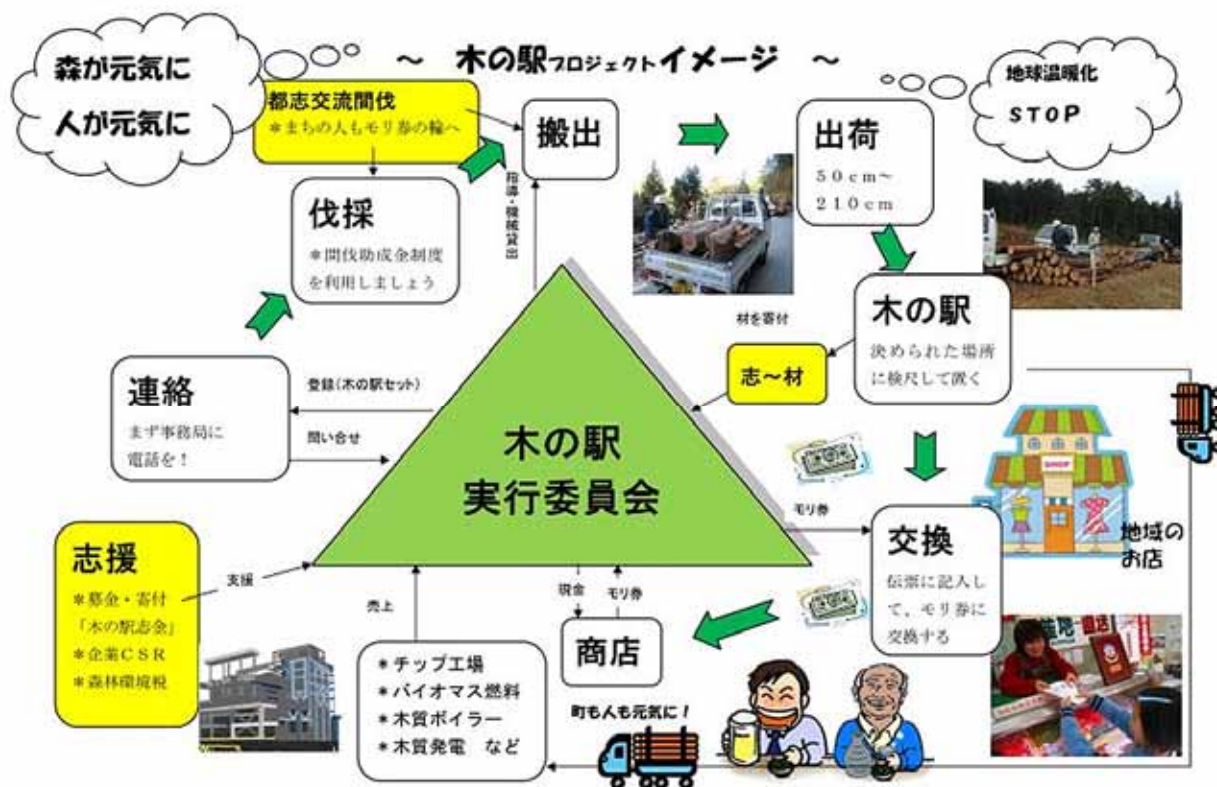 ～ 木の駅プロジェクトイメージ ～
森が元気に
人が元気に
地球温暖化
STOP
都志交流間伐
＊まちの人もモリ券の輪へ
搬出
出荷
50cm～
210cm
伐採
＊間伐助成金制度
を利用しましょう
指導・機械貸出
木の駅
決められた場所
に検尺して置く
材を寄付
志～材
連絡
まず事務局に
電話を！
登録(木の駅セット)
問い合せ
木の駅
実行委員会
SHOP
地域の
お店
モリ券
交換
伝票に記入し
て、モリ券に
交換する
志援
＊募金・寄付
「木の駅志金」
＊企業CSR
＊森林環境税
支援
売上
現金
モリ券
商店
＊チップ工場
＊バイオマス燃料
＊木質ボイラー
＊木質発電 など
町も人も元気に！